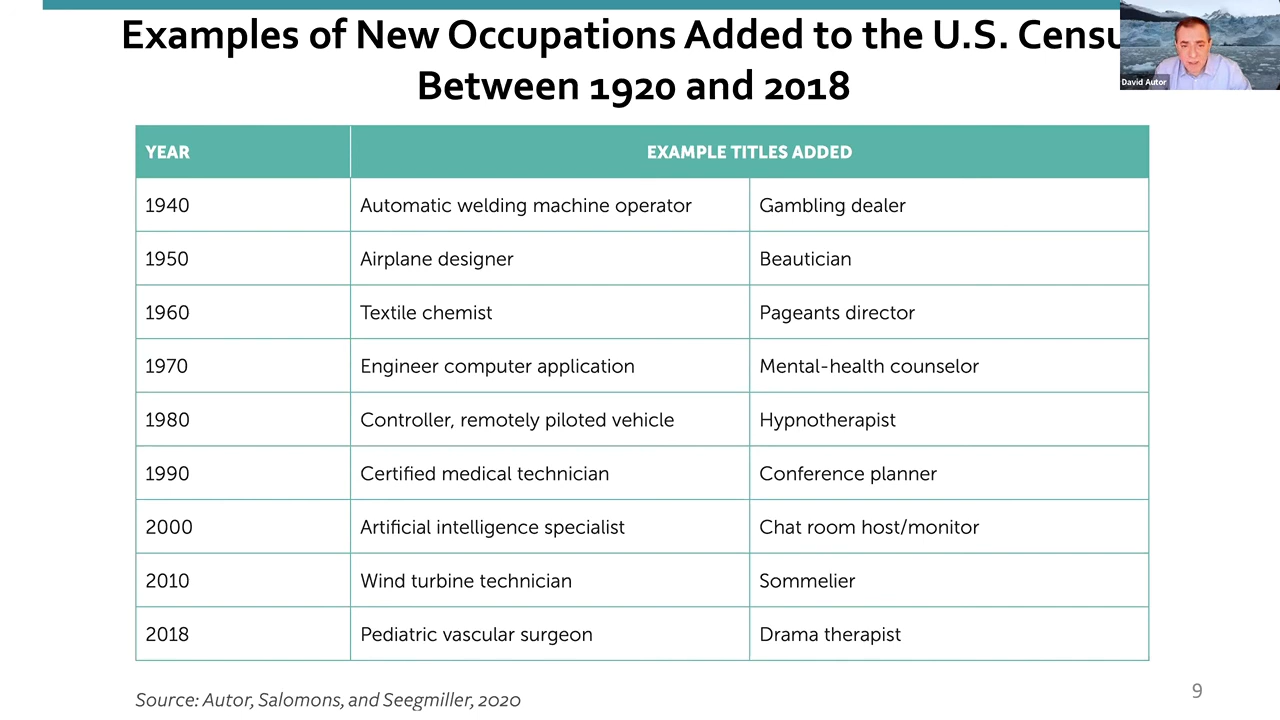 Examples of New Occupations Added to the U.S. Censu
Between 1920 and 2018
David Autor
YEAR EXAMPLE TITLES ADDED
1940 Automatic welding machine operator Gambling dealer
1950 Airplane designer Beautician
1960 Textile chemist Pageants director
1970 Engineer computer application Mental-health counselor
1980 Controller, remotely piloted vehicle Hypnotherapist
1990 Certified medical technician Conference planner
2000 Artificial intelligence specialist Chat room host/monitor
2010 Wind turbine technician Sommelier
2018 Pediatric vascular surgeon Drama therapist
Source: Autor, Salomons, and Seegmiller, 2020
9